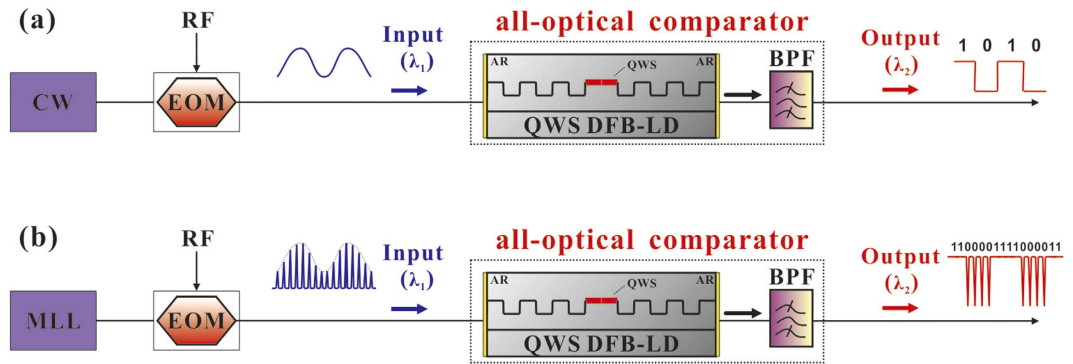 (a)
RF
Input
(λ1)
all-optical comparator
Output
(λ2)
1 0 1 0
CW
EOM
AR
QWS
AR
QWS DFB-LD
BPF
(b)
RF
Input
(λ1)
all-optical comparator
Output
(λ2)
1100001111000011
MLL
EOM
AR
QWS
AR
QWS DFB-LD
BPF